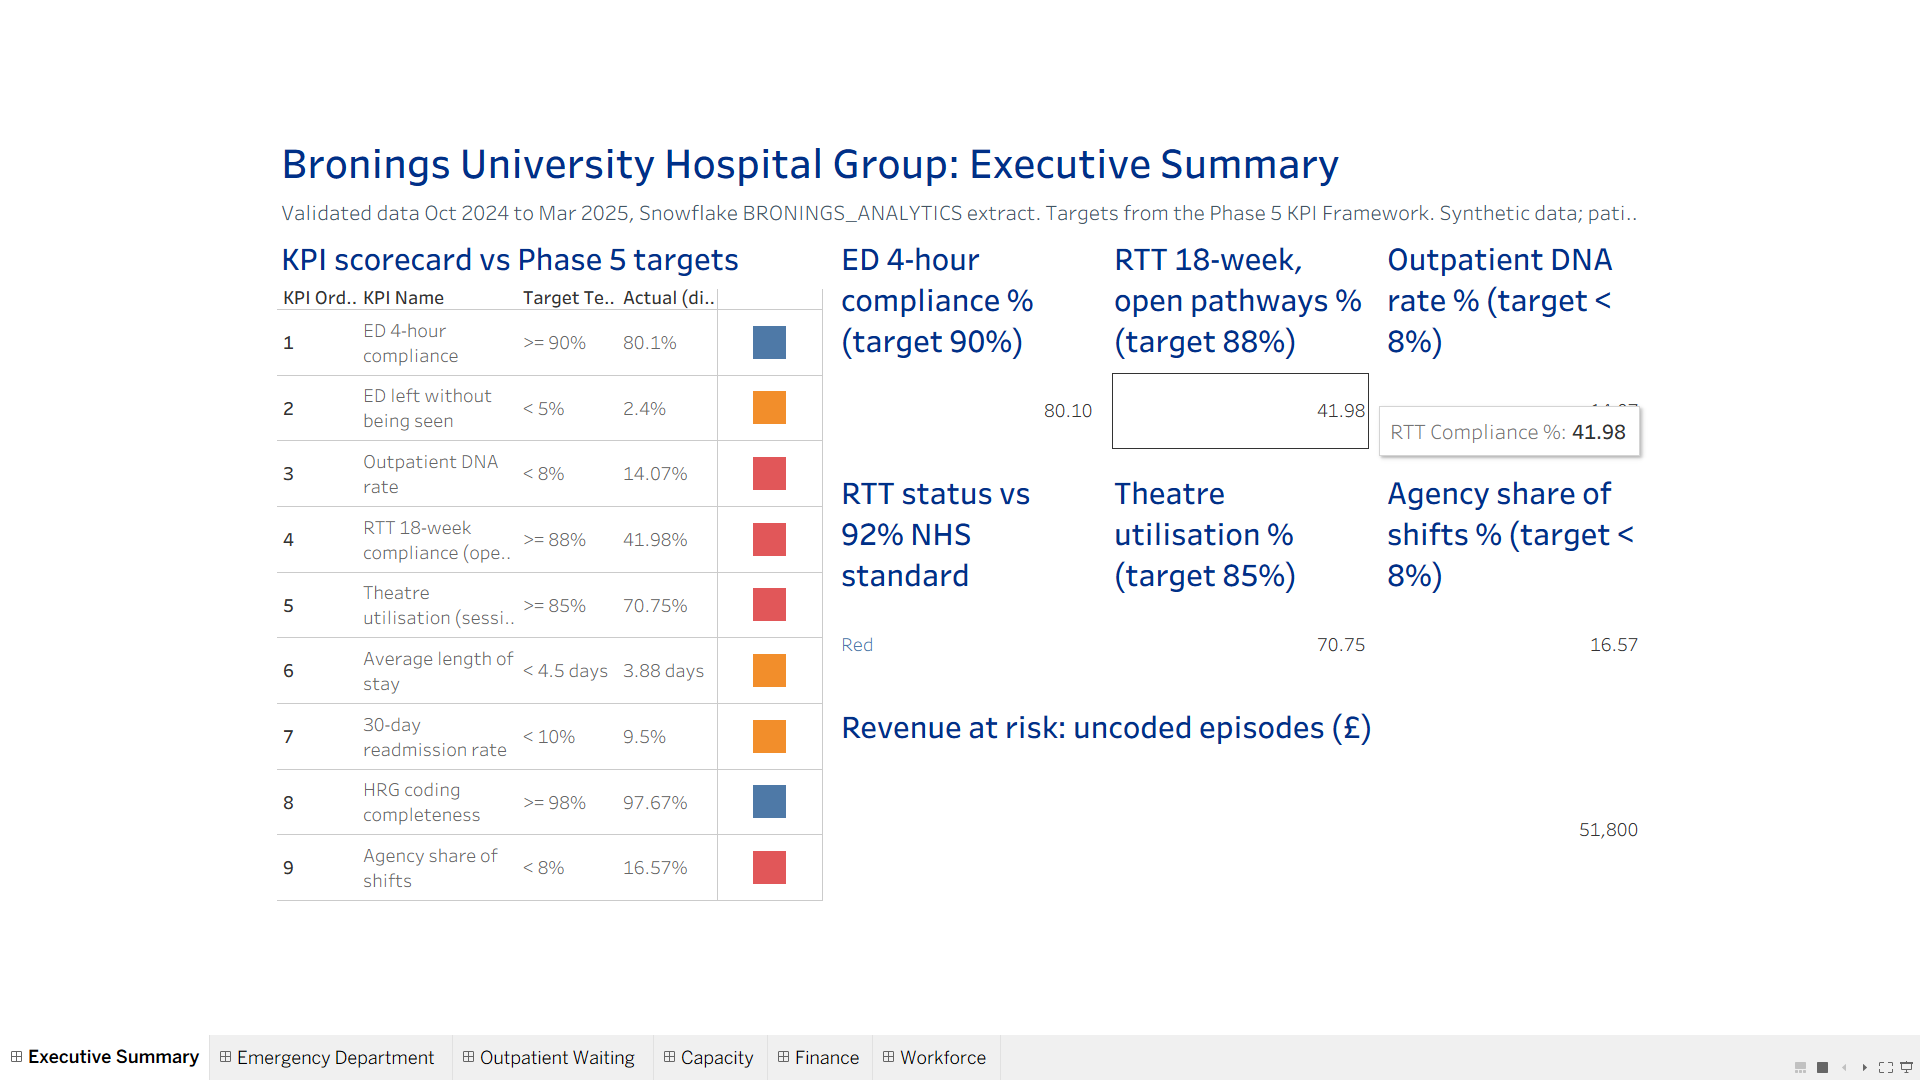 Bronings University Hospital Group: Executive Summary
Validated data Oct 2024 to Mar 2025, Snowflake BRONINGS_ANALYTICS extract. Targets from the Phase 5 KPI Framework. Synthetic data; pati..
KPI scorecard vs Phase 5 targets
KPI Ord.. KPI Name Target Te.. Actual (di..
1 ED 4-hour compliance >= 90% 80.1%
2 ED left without being seen < 5% 2.4%
3 Outpatient DNA rate < 8% 14.07%
4 RTT 18-week compliance (ope.. >= 88% 41.98%
5 Theatre utilisation (sessi.. >= 85% 70.75%
6 Average length of stay < 4.5 days 3.88 days
7 30-day readmission rate < 10% 9.5%
8 HRG coding completeness >= 98% 97.67%
9 Agency share of shifts < 8% 16.57%
ED 4-hour
compliance %
(target 90%)
80.10
RTT 18-week,
open pathways %
(target 88%)
41.98
Outpatient DNA
rate % (target <
8%)
RTT Compliance %: 41.98
RTT status vs
92% NHS
standard
Red
Theatre
utilisation %
(target 85%)
70.75
Agency share of
shifts % (target <
8%)
16.57
Revenue at risk: uncoded episodes (£)
51,800
Executive Summary
Emergency Department
Outpatient Waiting
Capacity
Finance
Workforce